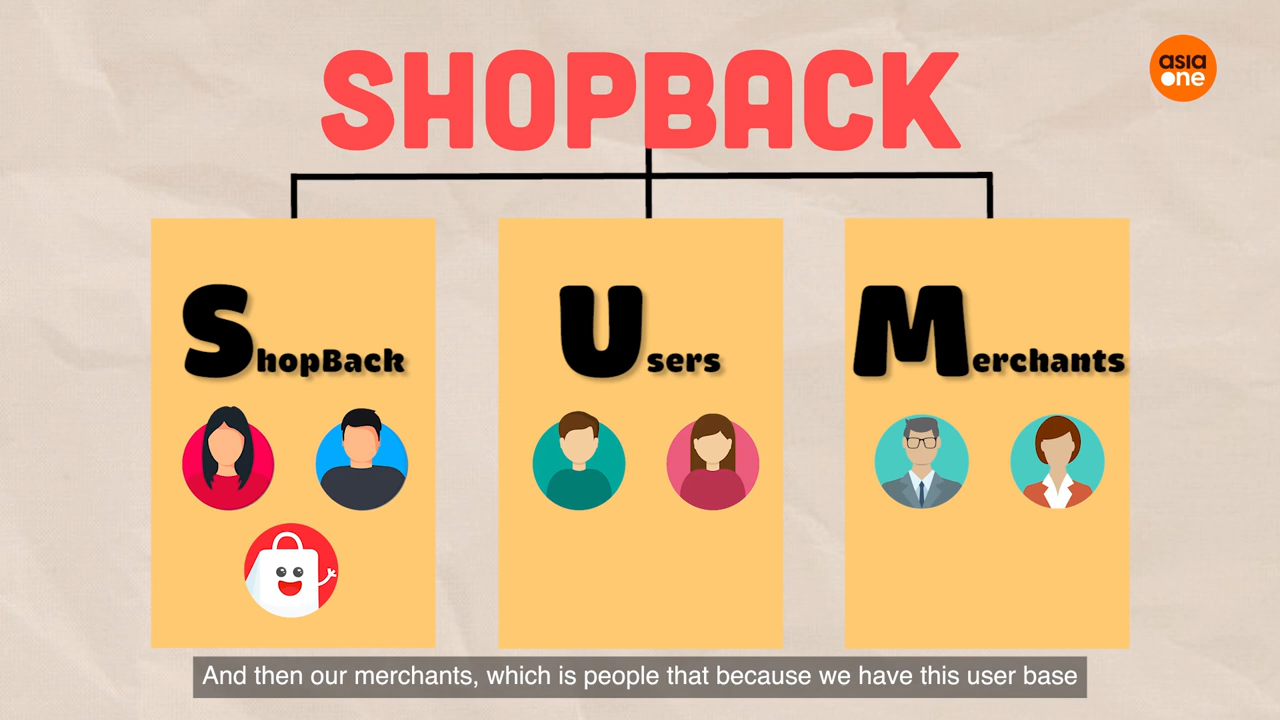 SHOPBACK
asia
one
ShopBack
Users
Merchants
And then our merchants, which is people that because we have this user base